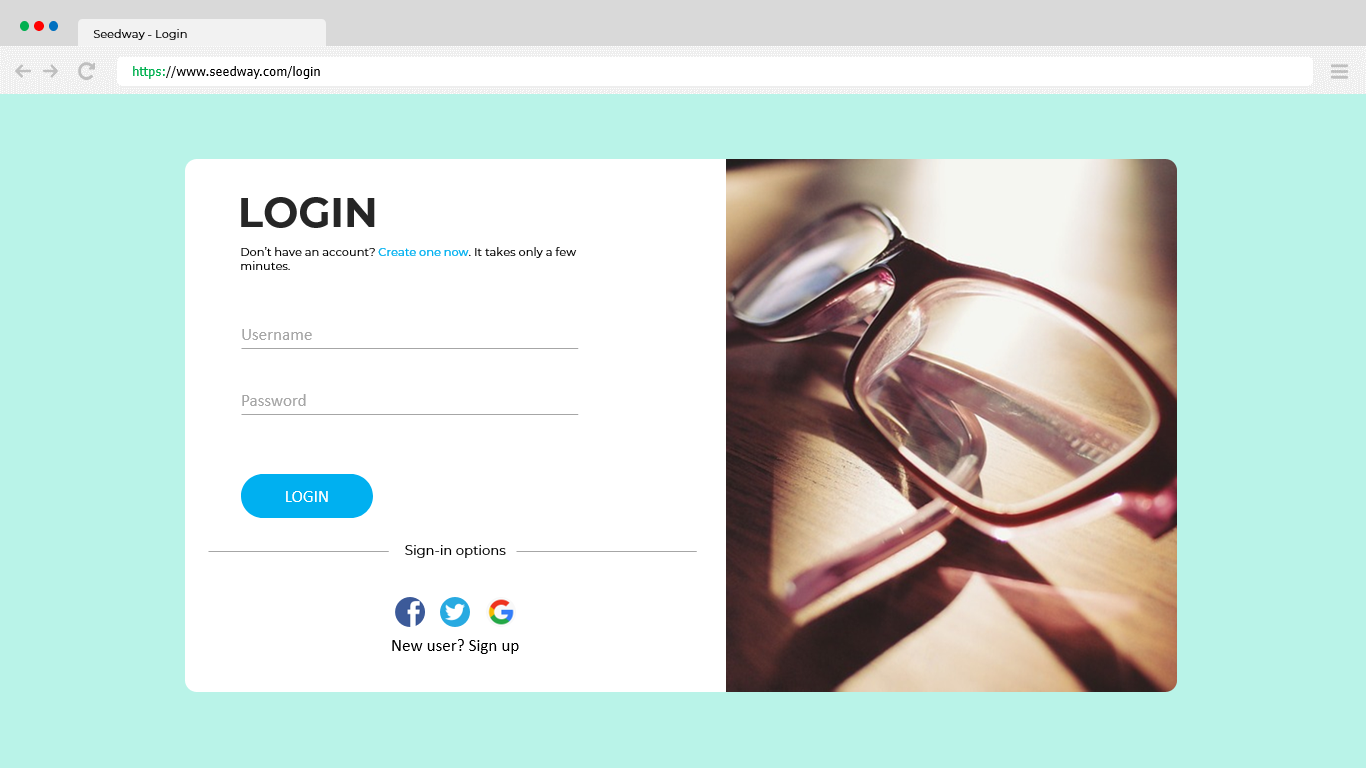 Seedway - Login
https://www.seedway.com/login
LOGIN
Don't have an account? Create one now. It takes only a few
minutes.
Username
Password
LOGIN
Sign-in options
New user? Sign up